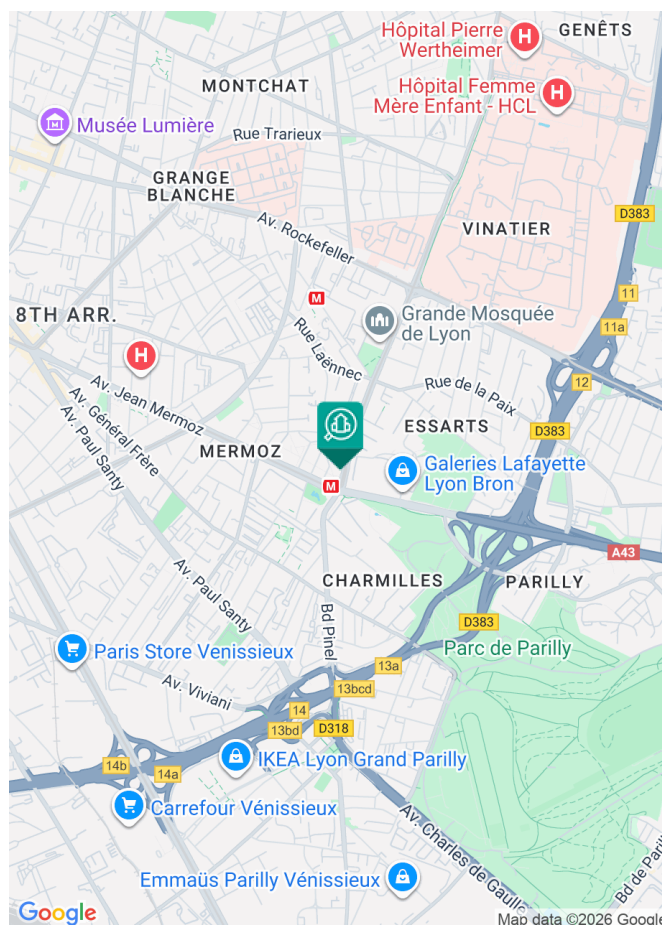 Hôpital Pierre
Wertheimer
GENÊTS
MONTCHAT
Hôpital Femme
Mère Enfant - HCL
Musée Lumière
Rue Trarieux
GRANGE
BLANCHE
D383
Av. Rockefeller
VINATIER
11
M
8TH ARR.
Grande Mosquée
de Lyon
11a
Rue Laënnec
12
Av. Jean Mermoz
Rue de la Paix
Av. Général Frère
Av. Paul Santy
ESSARTS
D383
MERMOZ
Galeries Lafayette
Lyon Bron
M
A43
CHARMILLES
PARILLY
Av. Paul Santy
Bd Pinel
D383
Parc de Parilly
Paris Store Venissieux
13a
Av. Viviani
13bcd
14
13bd
D318
IKEA Lyon Grand Parilly
14b
14a
Carrefour Vénissieux
Av. Charles de Gaulle
Emmaüs Parilly Vénissieux
Bd de Pari
Google
Map data ©2026 Google